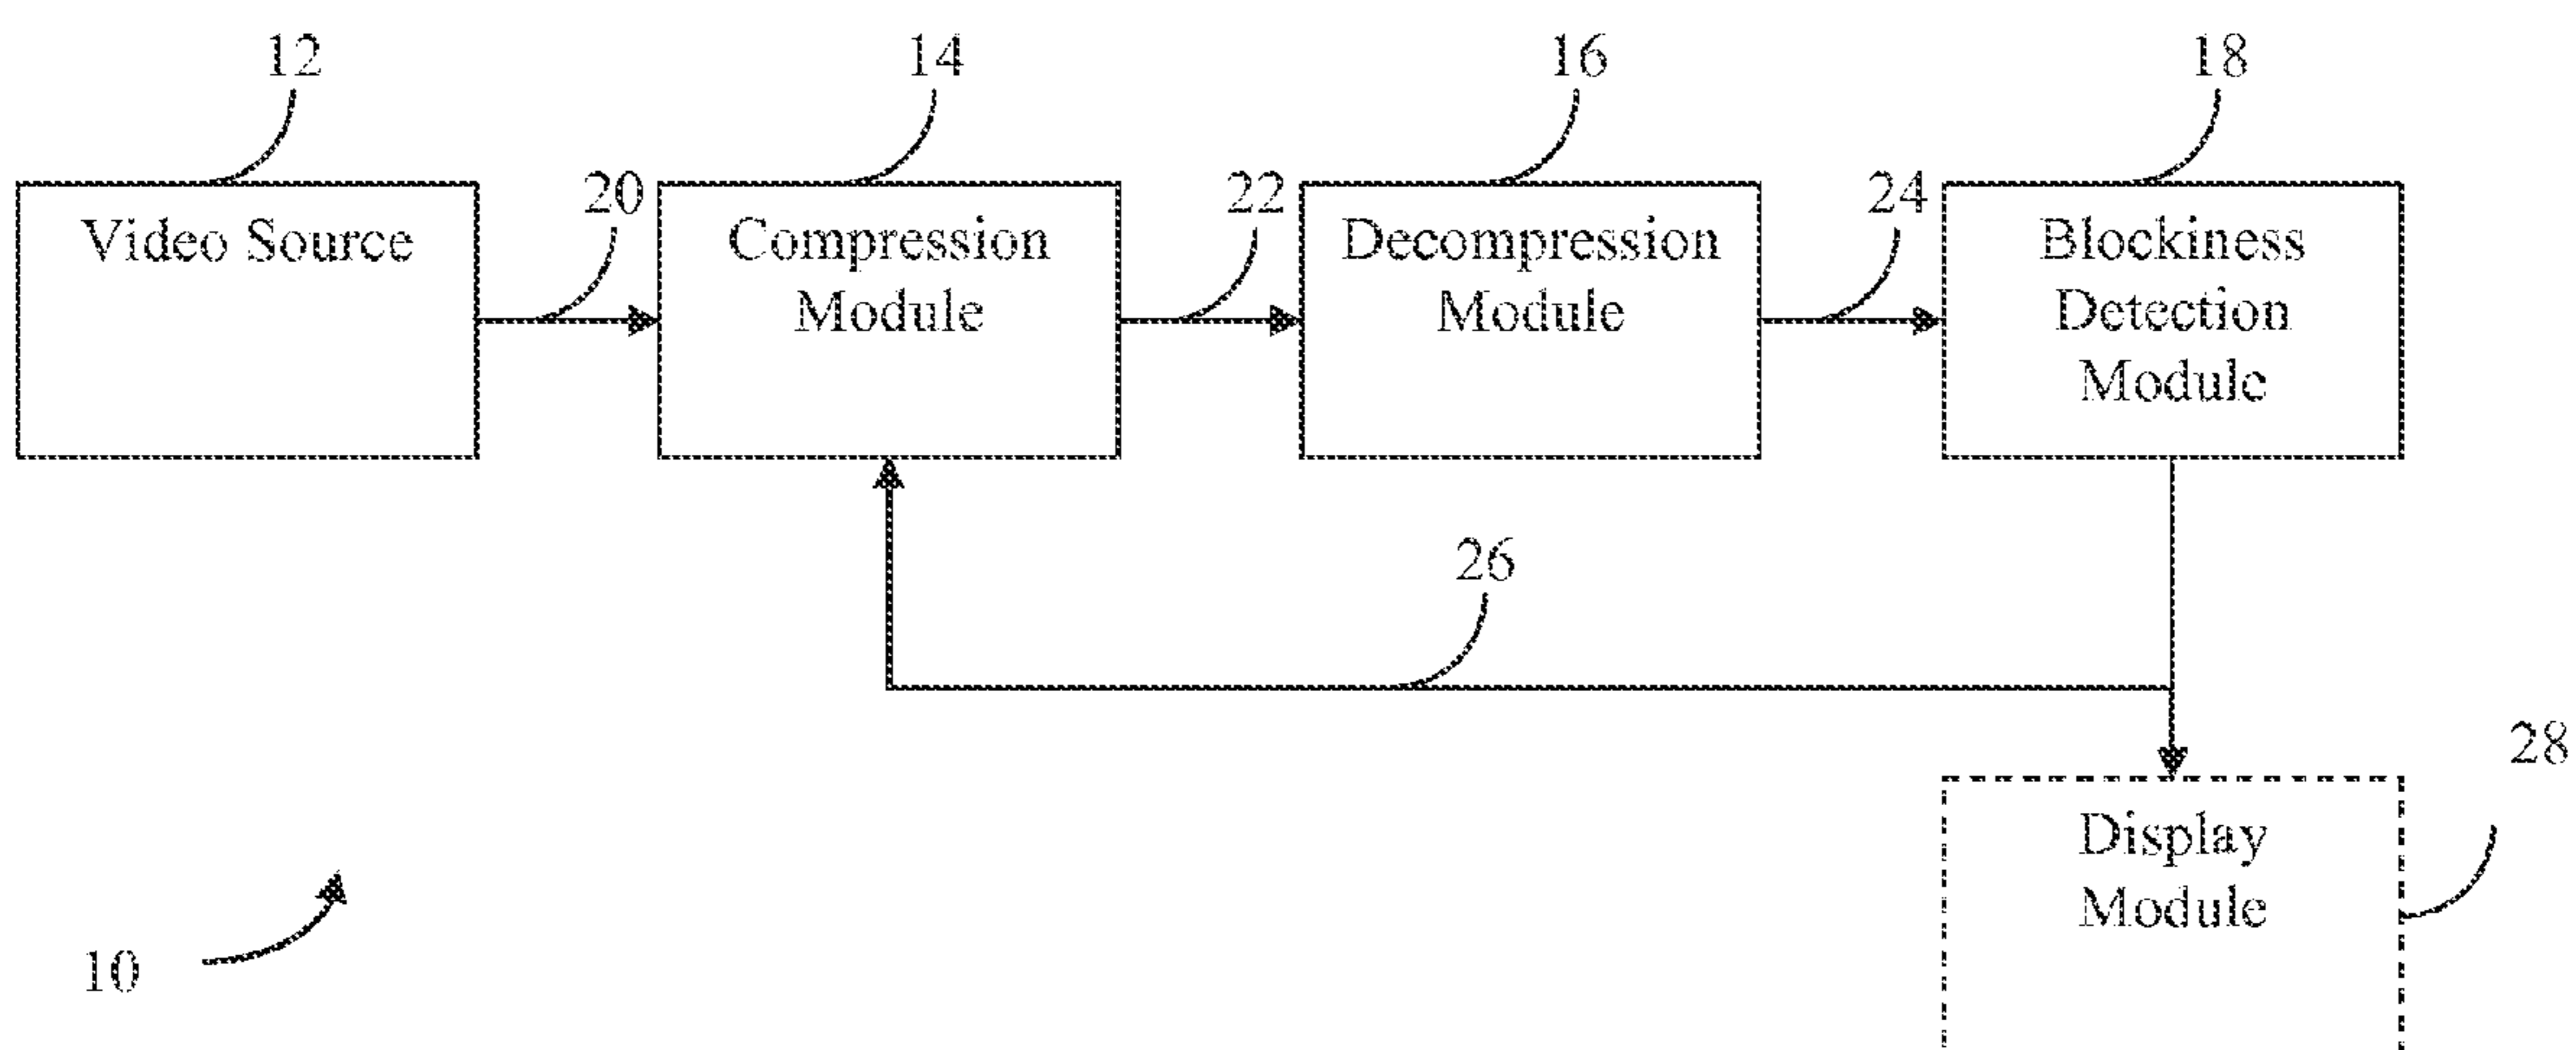 12
14
16
18
20
22
24
Video Source
Compression
Module
Decompression
Module
Blockiness
Detection
Module
26
28
Display
Module
10